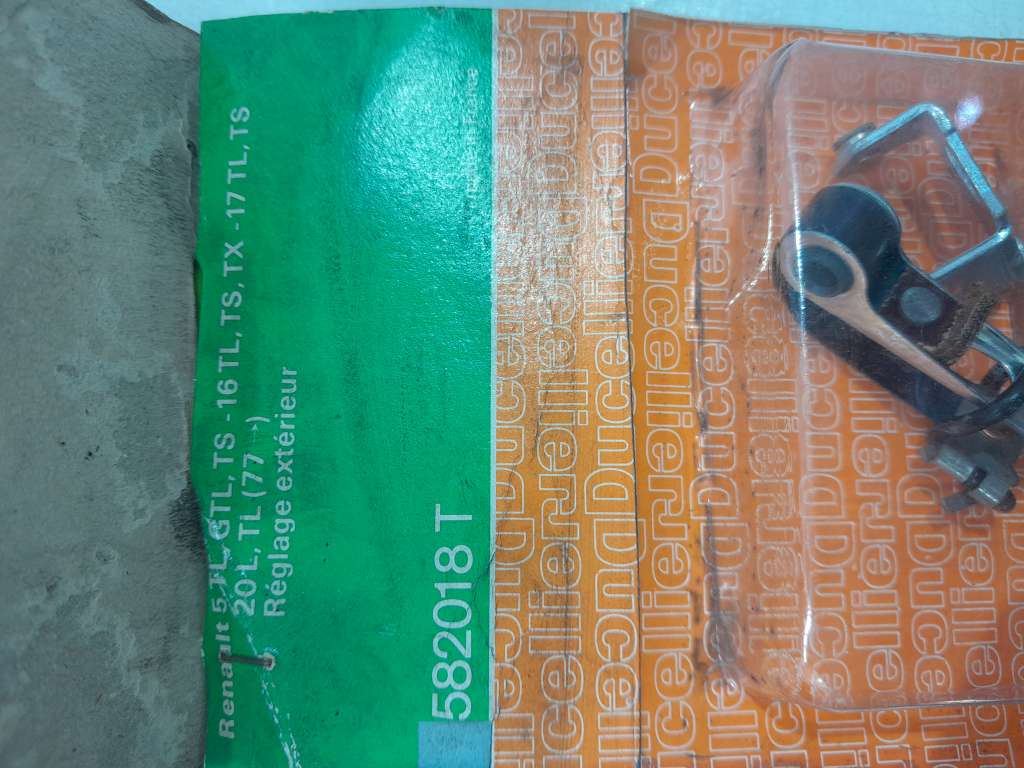 Renault 5 TL, GTL, TS - 16 TL, TS, TX - 17 TL, TS
20 L, TL (77→)
Réglage extérieur
582018 T
Ducellier